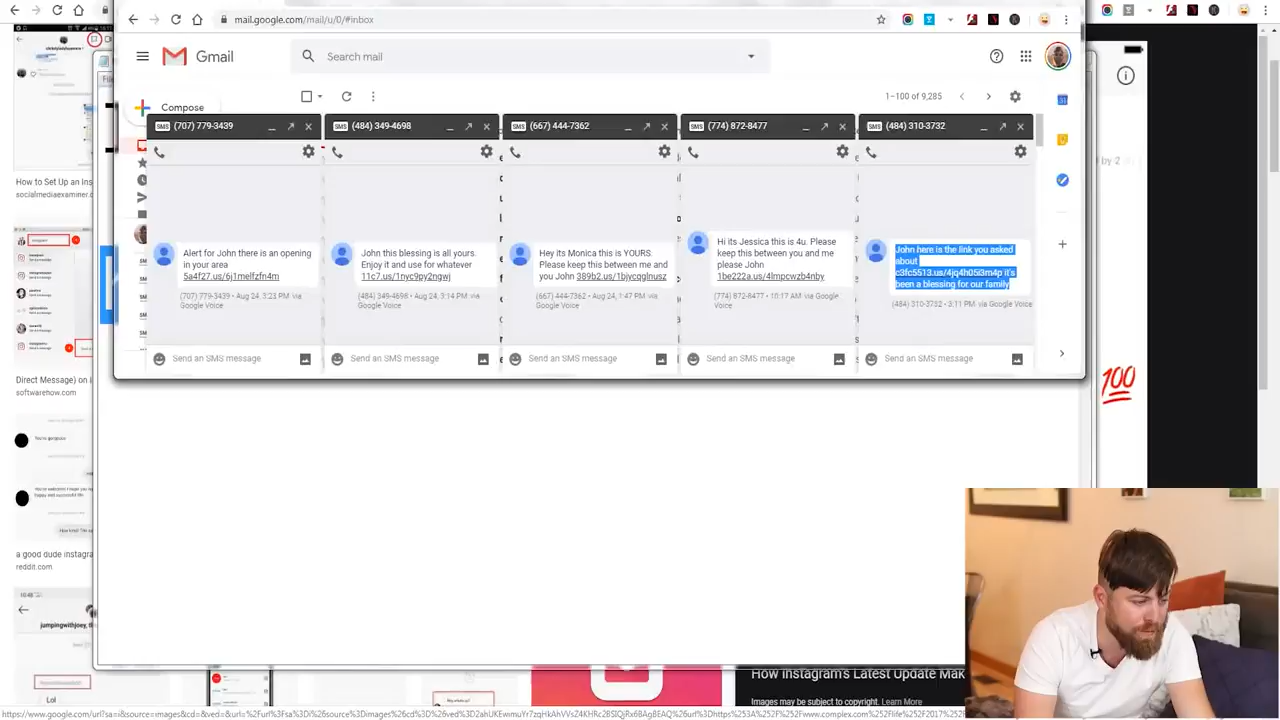 mail.google.com/mail/u/0/#inbox
Gmail
Search mail
Compose
1–100 of 9,285
SMS (707) 779-3439
SMS (484) 349-4698
SMS (667) 444-7362
SMS (774) 872-8477
SMS (484) 310-3732
Alert for John there is an opening
in your area
5a4f27.us/6j1melfzfn4m
(707) 779-3439 • Aug 24, 3:23 PM via
Google Voice
John this blessing is all yours.
Enjoy it and use for whatever
11c7.us/1nyc9py2ngwj
(484) 349-4698 • Aug 24, 3:14 PM via
Google Voice
Hey its Monica this is YOURS.
Please keep this between me and
you John 389b2.us/1bjycqglnusz
(667) 444-7362 • Aug 24, 1:47 PM via
Google Voice
Hi its Jessica this is 4u. Please
keep this between you and me
please John
1be222a.us/4lmpcwzb4nby
(774) 872-8477 • 10:17 AM via Google
Voice
John here is the link you asked
about
c3fc5513.us/4jq4h05i3m4p it's
been a blessing for our family
(484) 310-3732 • 3:11 PM via Google Voice
Send an SMS message
Send an SMS message
Send an SMS message
Send an SMS message
Send an SMS message
How to Set Up an Ins
socialmediaexaminer.c
Direct Message) on I
softwarenow.com
You're gorgeous
a good dude instagra
reddit.com
jumpingwithjoey, th
Lol
100
How Instagram's Latest Update Mak
Images may be subject to copyright. Learn More